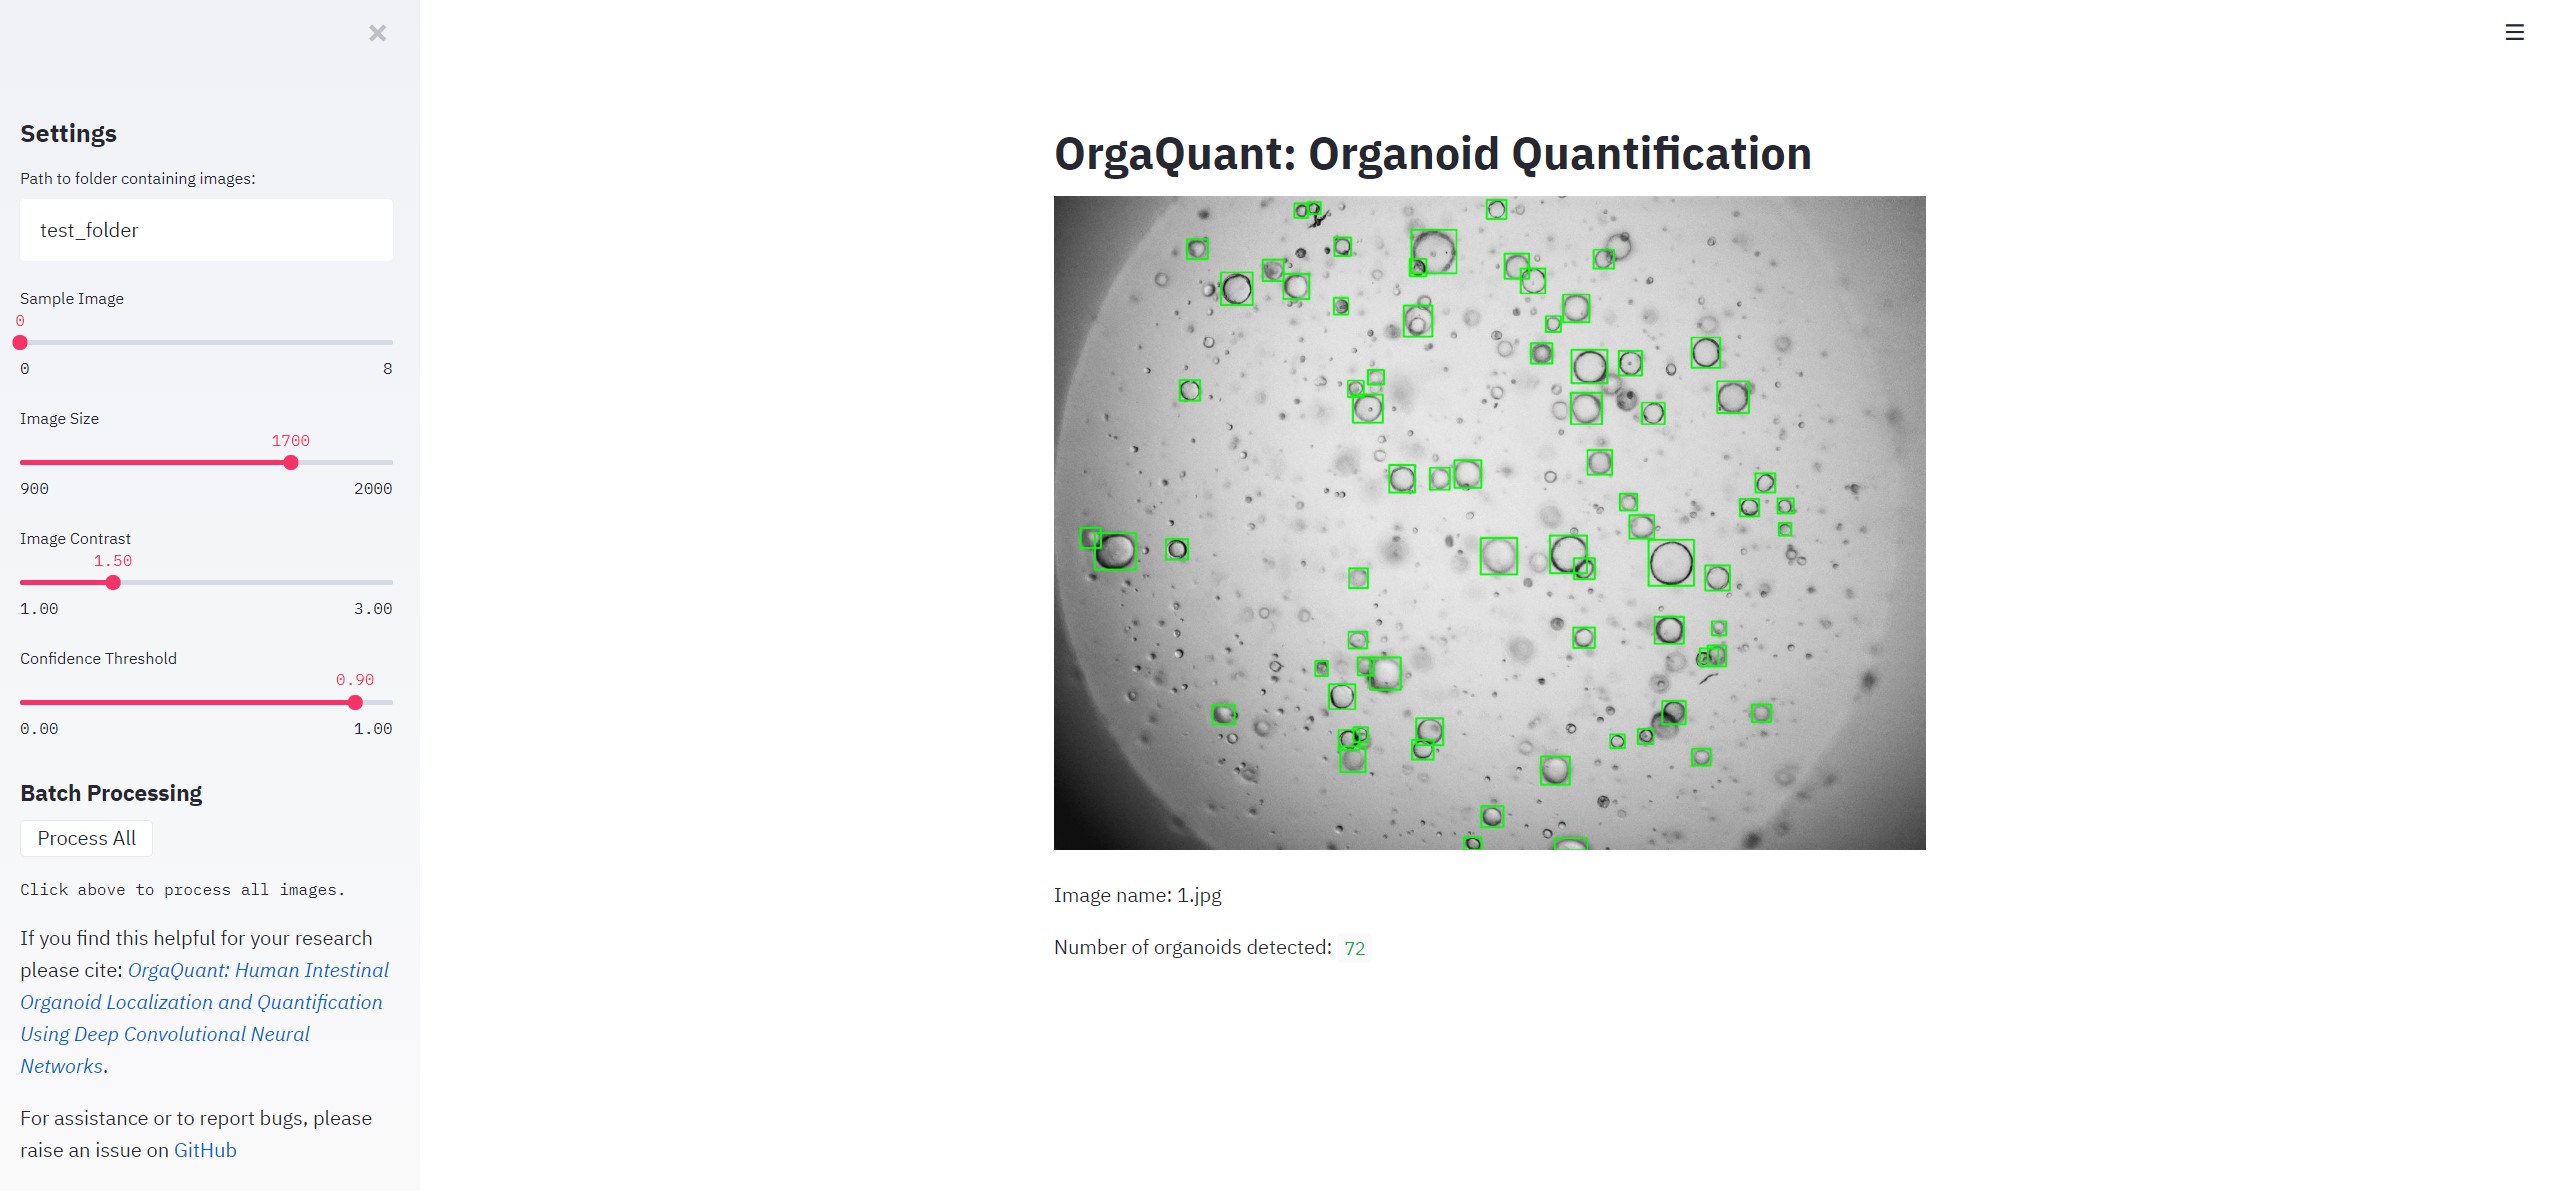 Settings
Path to folder containing images:
test_folder
Sample Image
0
0 8
Image Size
1700
900 2000
Image Contrast
1.50
1.00 3.00
Confidence Threshold
0.90
0.00 1.00
Batch Processing
Process All
Click above to process all images.
If you find this helpful for your research
please cite: OrgaQuant: Human Intestinal
Organoid Localization and Quantification
Using Deep Convolutional Neural
Networks.
For assistance or to report bugs, please
raise an issue on GitHub
OrgaQuant: Organoid Quantification
Image name: 1.jpg
Number of organoids detected: 72